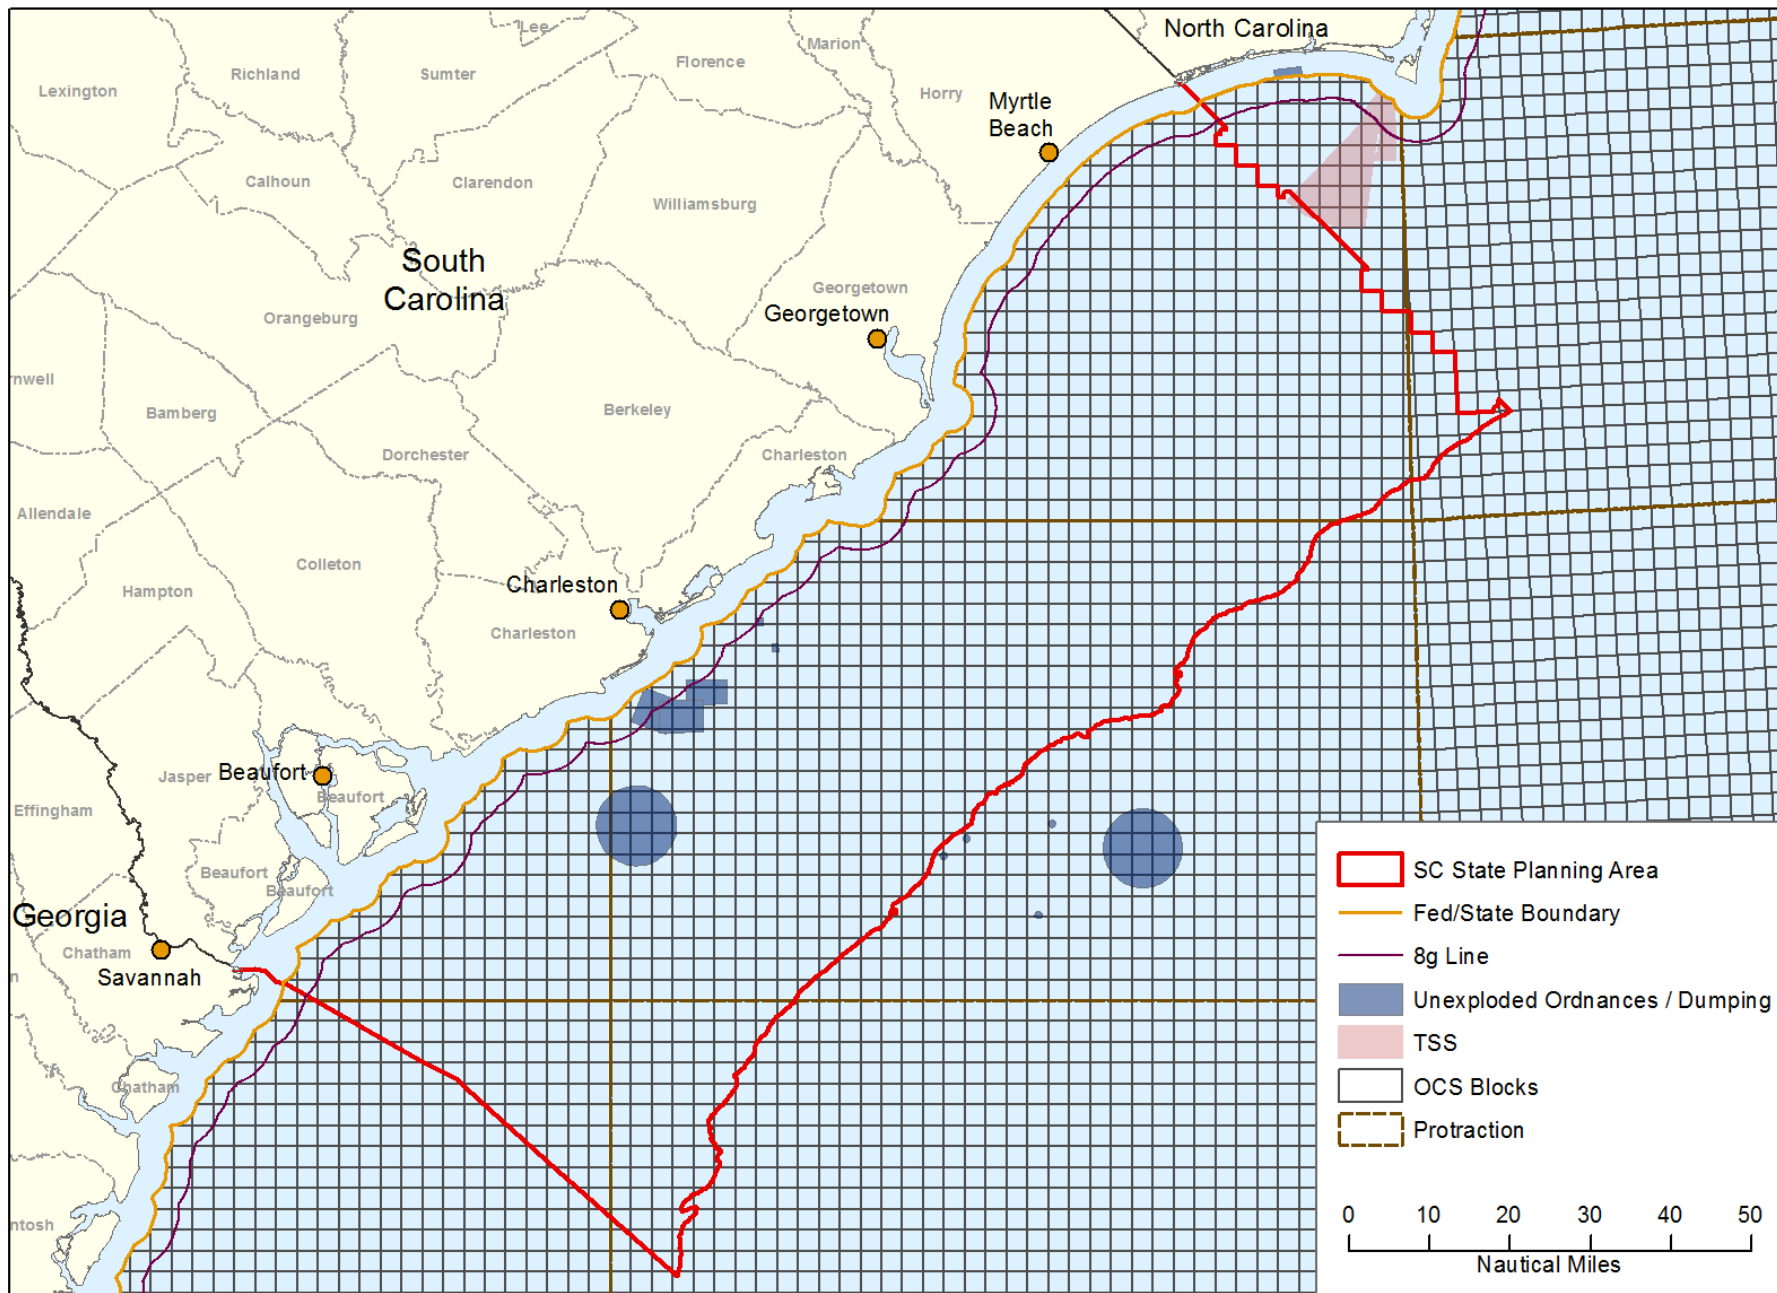 North Carolina
Lee
Marion
Florence
Richland
Sumter
Lexington
Horry
Myrtle
Beach
Calhoun
Clarendon
Williamsburg
South
Carolina
Georgetown
Georgetown
Orangeburg
nwell
Bamberg
Berkeley
Dorchester
Charleston
Allendale
Colleton
Hampton
Charleston
Charleston
Jasper
Beaufort
Beaufort
Effingham
Beaufort
Beaufort
Georgia
Chatham
Savannah
n
Chatham
ntosh
SC State Planning Area
Fed/State Boundary
8g Line
Unexploded Ordnances / Dumping
TSS
OCS Blocks
Protraction
0 10 20 30 40 50
Nautical Miles